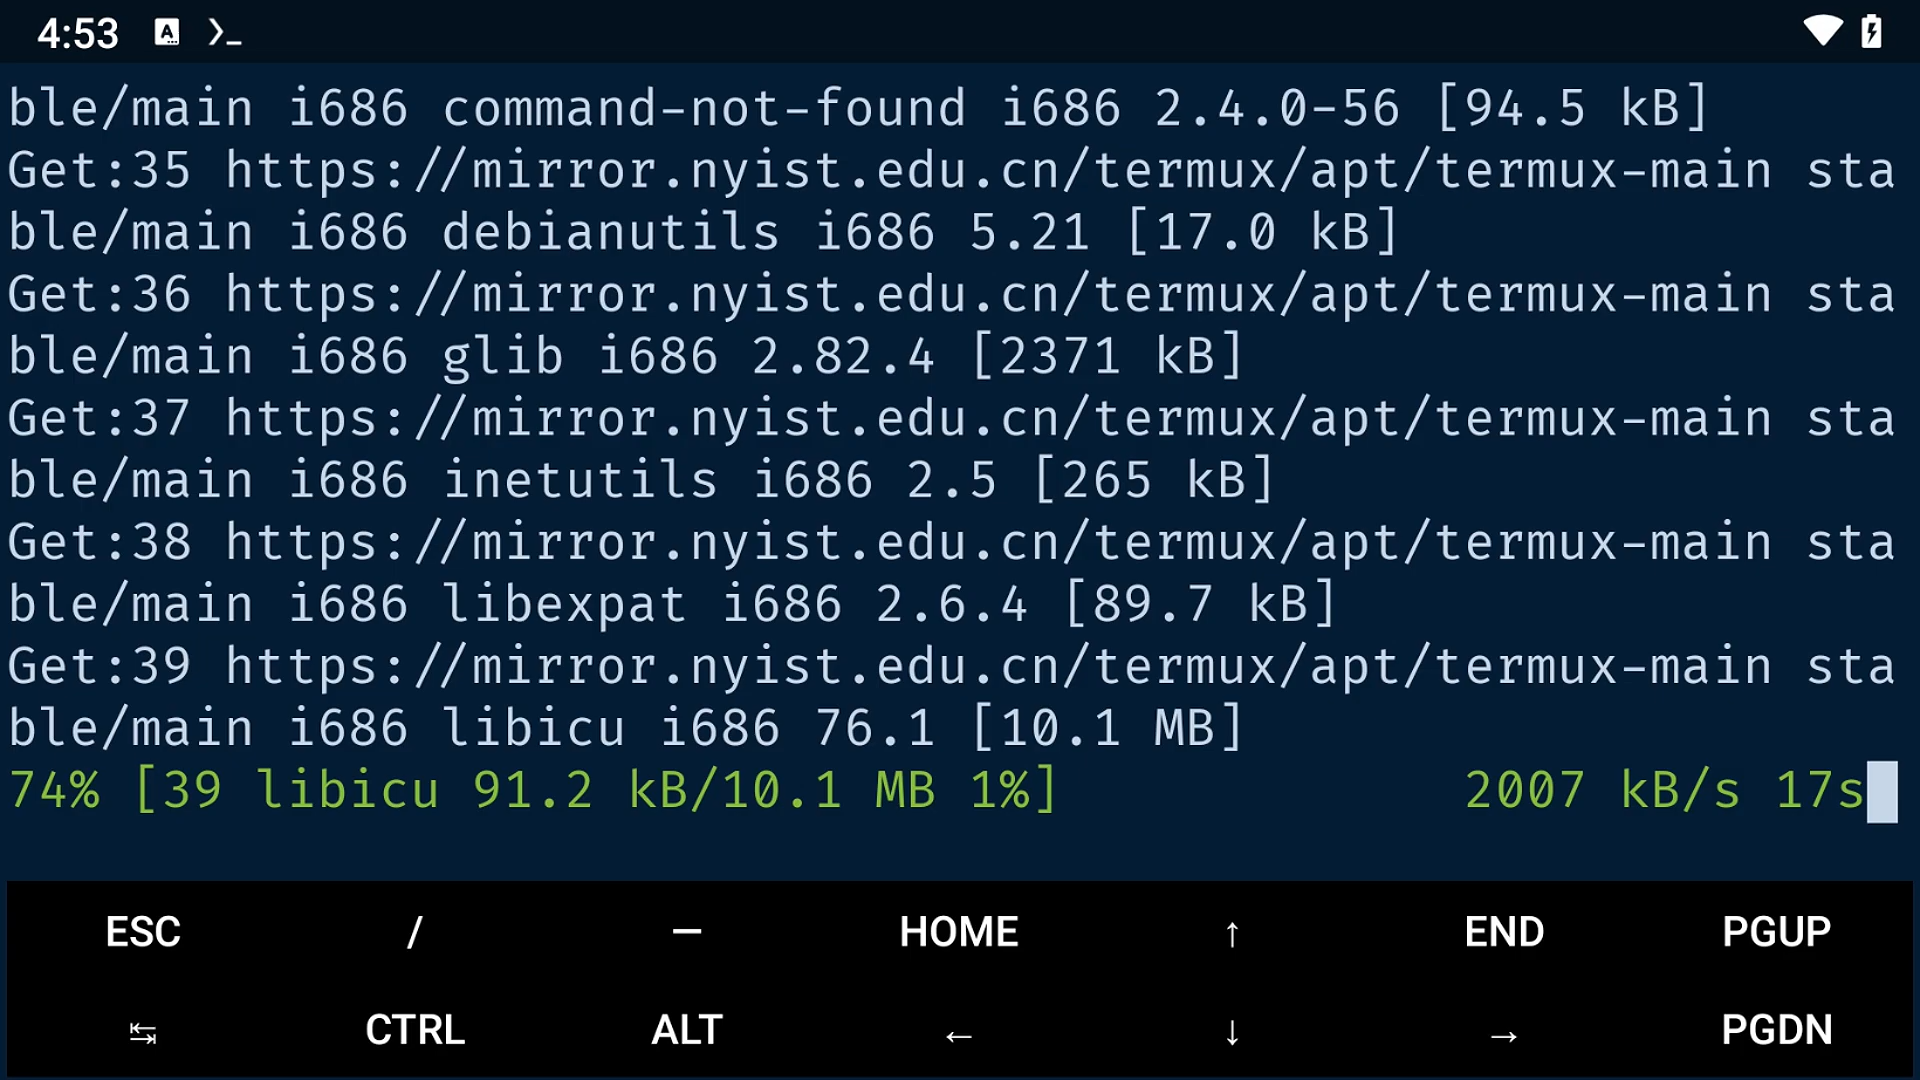 4:53
ble/main i686 command-not-found i686 2.4.0-56 [94.5 kB]
Get:35 https://mirror.nyist.edu.cn/termux/apt/termux-main sta
ble/main i686 debianutils i686 5.21 [17.0 kB]
Get:36 https://mirror.nyist.edu.cn/termux/apt/termux-main sta
ble/main i686 glib i686 2.82.4 [2371 kB]
Get:37 https://mirror.nyist.edu.cn/termux/apt/termux-main sta
ble/main i686 inetutils i686 2.5 [265 kB]
Get:38 https://mirror.nyist.edu.cn/termux/apt/termux-main sta
ble/main i686 libexpat i686 2.6.4 [89.7 kB]
Get:39 https://mirror.nyist.edu.cn/termux/apt/termux-main sta
ble/main i686 libicu i686 76.1 [10.1 MB]
74% [39 libicu 91.2 kB/10.1 MB 1%] 2007 kB/s 17s
ESC / — HOME ↑ END PGUP
↹ CTRL ALT ← ↓ → PGDN